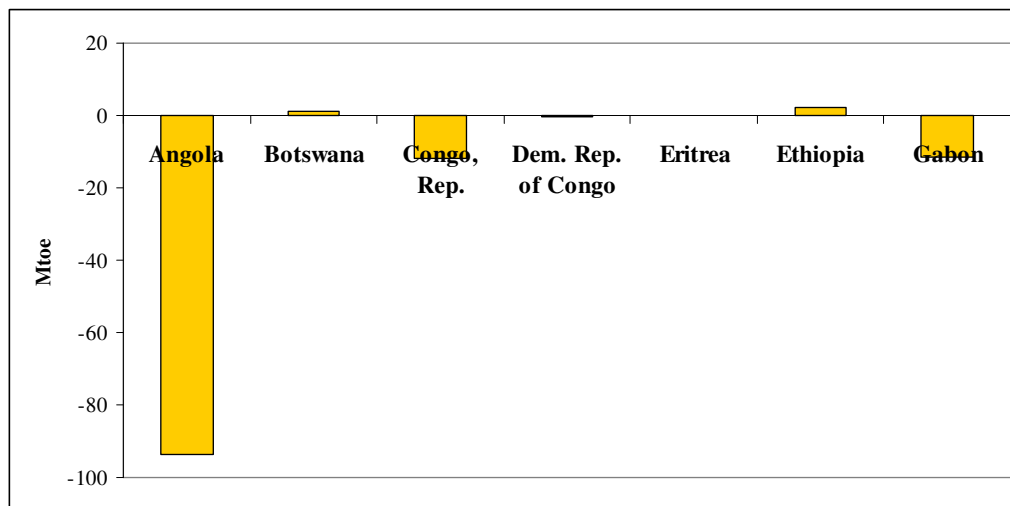 20
0
-20
-40
-60
-80
-100
Mtoe
Angola
Botswana
Congo,
Rep.
Dem. Rep.
of Congo
Eritrea
Ethiopia
Gabon